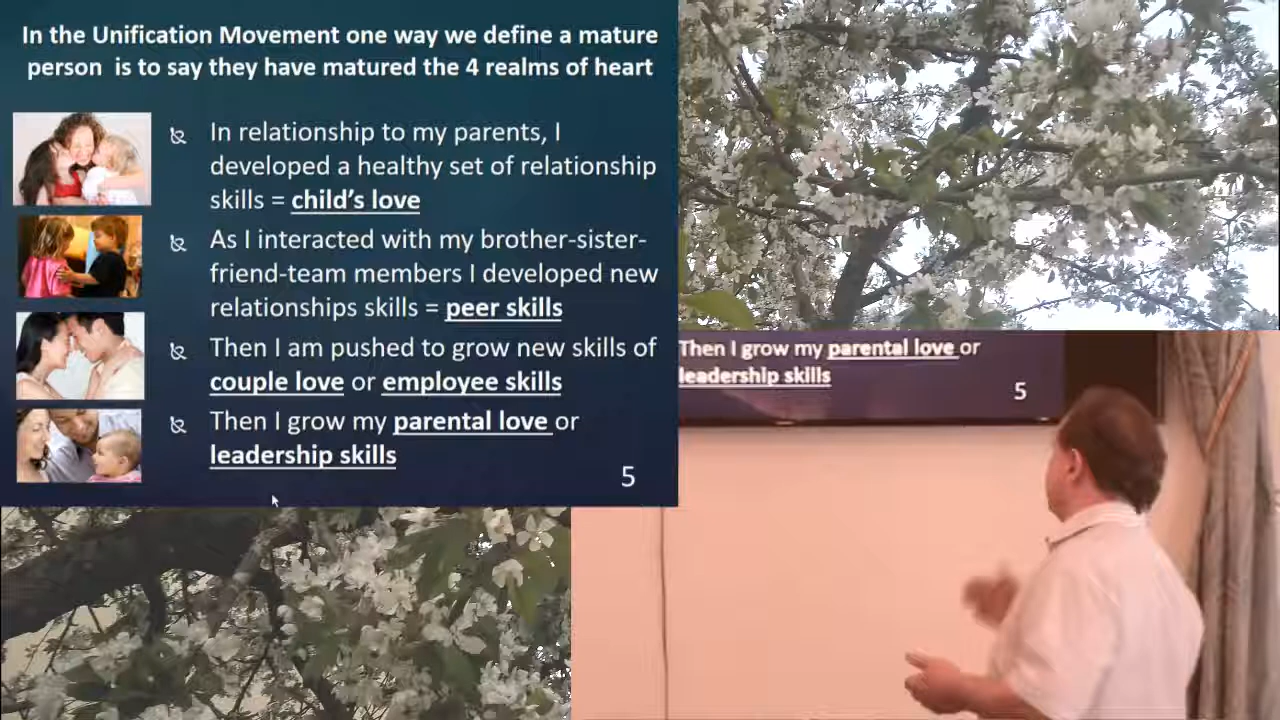 In the Unification Movement one way we define a mature
person is to say they have matured the 4 realms of heart
In relationship to my parents, I
developed a healthy set of relationship
skills = child's love
As I interacted with my brother-sister-
friend-team members I developed new
relationships skills = peer skills
Then I am pushed to grow new skills of
couple love or employee skills
Then I grow my parental love or
leadership skills
5
Then I grow my parental love or
leadership skills
5